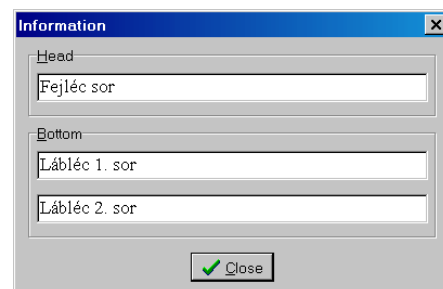 Information
Head
Fejléc sor
Bottom
Lábléc 1. sor
Lábléc 2. sor
Close